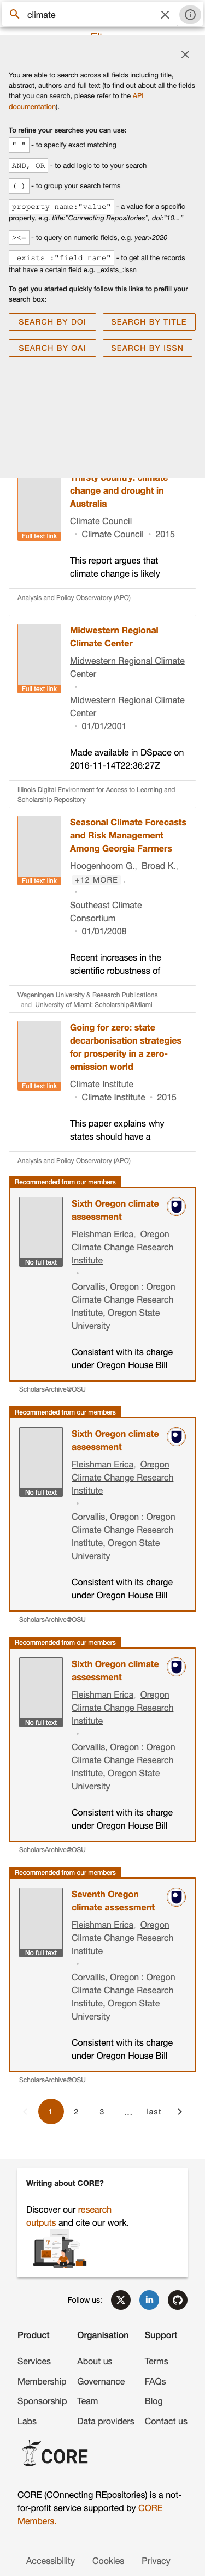 climate
You are able to search across all fields including title,
abstract, authors and full text (to find out about all the fields
that you can search, please refer to the API
documentation).
To refine your searches you can use:
" " - to specify exact matching
AND, OR - to add logic to to your search
( ) - to group your search terms
property_name:"value" - a value for a specific
property, e.g. title:"Connecting Repositories", doi:"10..."
><= - to query on numeric fields, e.g. year>2020
_exists_:"field_name" - to get all the records
that have a certain field e.g. _exists_:issn
To get you started quickly follow this links to prefill your
search box:
SEARCH BY DOI SEARCH BY TITLE
SEARCH BY OAI SEARCH BY ISSN
Thirsty Country: climate
change and drought in
Australia
Full text link
Climate Council
· Climate Council · 2015
This report argues that
climate change is likely
Analysis and Policy Observatory (APO)
Midwestern Regional
Climate Center
Midwestern Regional Climate
Center
Full text link
·
Midwestern Regional Climate
Center
· 01/01/2001
Made available in DSpace on
2016-11-14T22:36:27Z
Illinois Digital Environment for Access to Learning and
Scholarship Repository
Seasonal Climate Forecasts
and Risk Management
Among Georgia Farmers
Hoogenhoom G., Broad K.,
+12 MORE .
Full text link
·
Southeast Climate
Consortium
· 01/01/2008
Recent increases in the
scientific robustness of
Wageningen University & Research Publications
and University of Miami: Scholarship@Miami
Going for zero: state
decarbonisation strategies
for prosperity in a zero-
emission world
Full text link
Climate Institute
· Climate Institute · 2015
This paper explains why
states should have a
Analysis and Policy Observatory (APO)
Recommended from our members
Sixth Oregon climate
assessment
Fleishman Erica, Oregon
Climate Change Research
Institute
No full text
·
Corvallis, Oregon : Oregon
Climate Change Research
Institute, Oregon State
University
Consistent with its charge
under Oregon House Bill
ScholarsArchive@OSU
Recommended from our members
Sixth Oregon climate
assessment
Fleishman Erica, Oregon
Climate Change Research
Institute
No full text
·
Corvallis, Oregon : Oregon
Climate Change Research
Institute, Oregon State
University
Consistent with its charge
under Oregon House Bill
ScholarsArchive@OSU
Recommended from our members
Sixth Oregon climate
assessment
Fleishman Erica, Oregon
Climate Change Research
Institute
No full text
·
Corvallis, Oregon : Oregon
Climate Change Research
Institute, Oregon State
University
Consistent with its charge
under Oregon House Bill
ScholarsArchive@OSU
Recommended from our members
Seventh Oregon
climate assessment
Fleishman Erica, Oregon
Climate Change Research
Institute
No full text
·
Corvallis, Oregon : Oregon
Climate Change Research
Institute, Oregon State
University
Consistent with its charge
under Oregon House Bill
ScholarsArchive@OSU
1 2 3 ... last
Writing about CORE?
Discover our research
outputs and cite our work.
Follow us:
Product Organisation Support
Services About us Terms
Membership Governance FAQs
Sponsorship Team Blog
Labs Data providers Contact us
CORE
CORE (COnnecting REpositories) is a not-
for-profit service supported by CORE
Members.
Accessibility Cookies Privacy